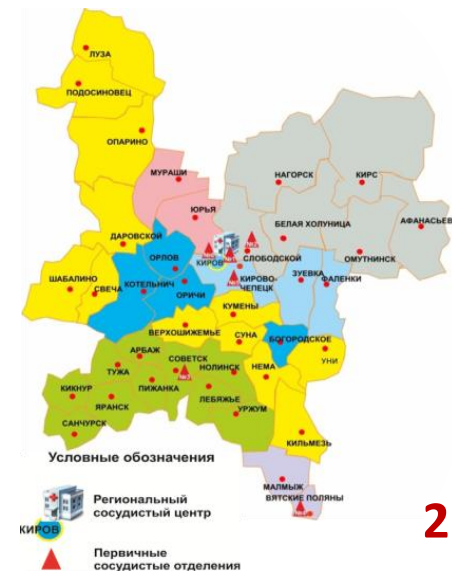 ЛУЗА
ПОДОСИНОВЕЦ
ОПАРИНО
МУРАШИ
НАГОРСК
КИРС
ЮРЬЯ
АФАНАСЬЕВ
БЕЛАЯ ХОЛУНИЦА
ДАРОВСКОЙ
ОМУТНИНСК
ОРЛОВ
КИРОВ
СЛОБОДСКОЙ
ШАБАЛИНО
СВЕЧА
КОТЕЛЬНИЧ
ОРИЧИ
КИРОВО-
ЧЕПЕЦК
ЗУЕВКА
ФАЛЕНКИ
КУМЕНЫ
ВЕРХОШИЖЕМЬЕ
СУНА
БОГОРОДСКОЕ
УНИ
АРБАЖ
СОВЕТСК
НОЛИНСК
НЕМА
ТУЖА
КИКНУР
ПИЖАНКА
ЛЕБЯЖЬЕ
ЯРАНСК
УРЖУМ
САНЧУРСК
КИЛЬМЕЗЬ
Условные обозначения
МАЛМЫЖ
ВЯТСКИЕ ПОЛЯНЫ
Региональный
сосудистый центр
КИРОВ
Первичные
сосудистые отделения
2